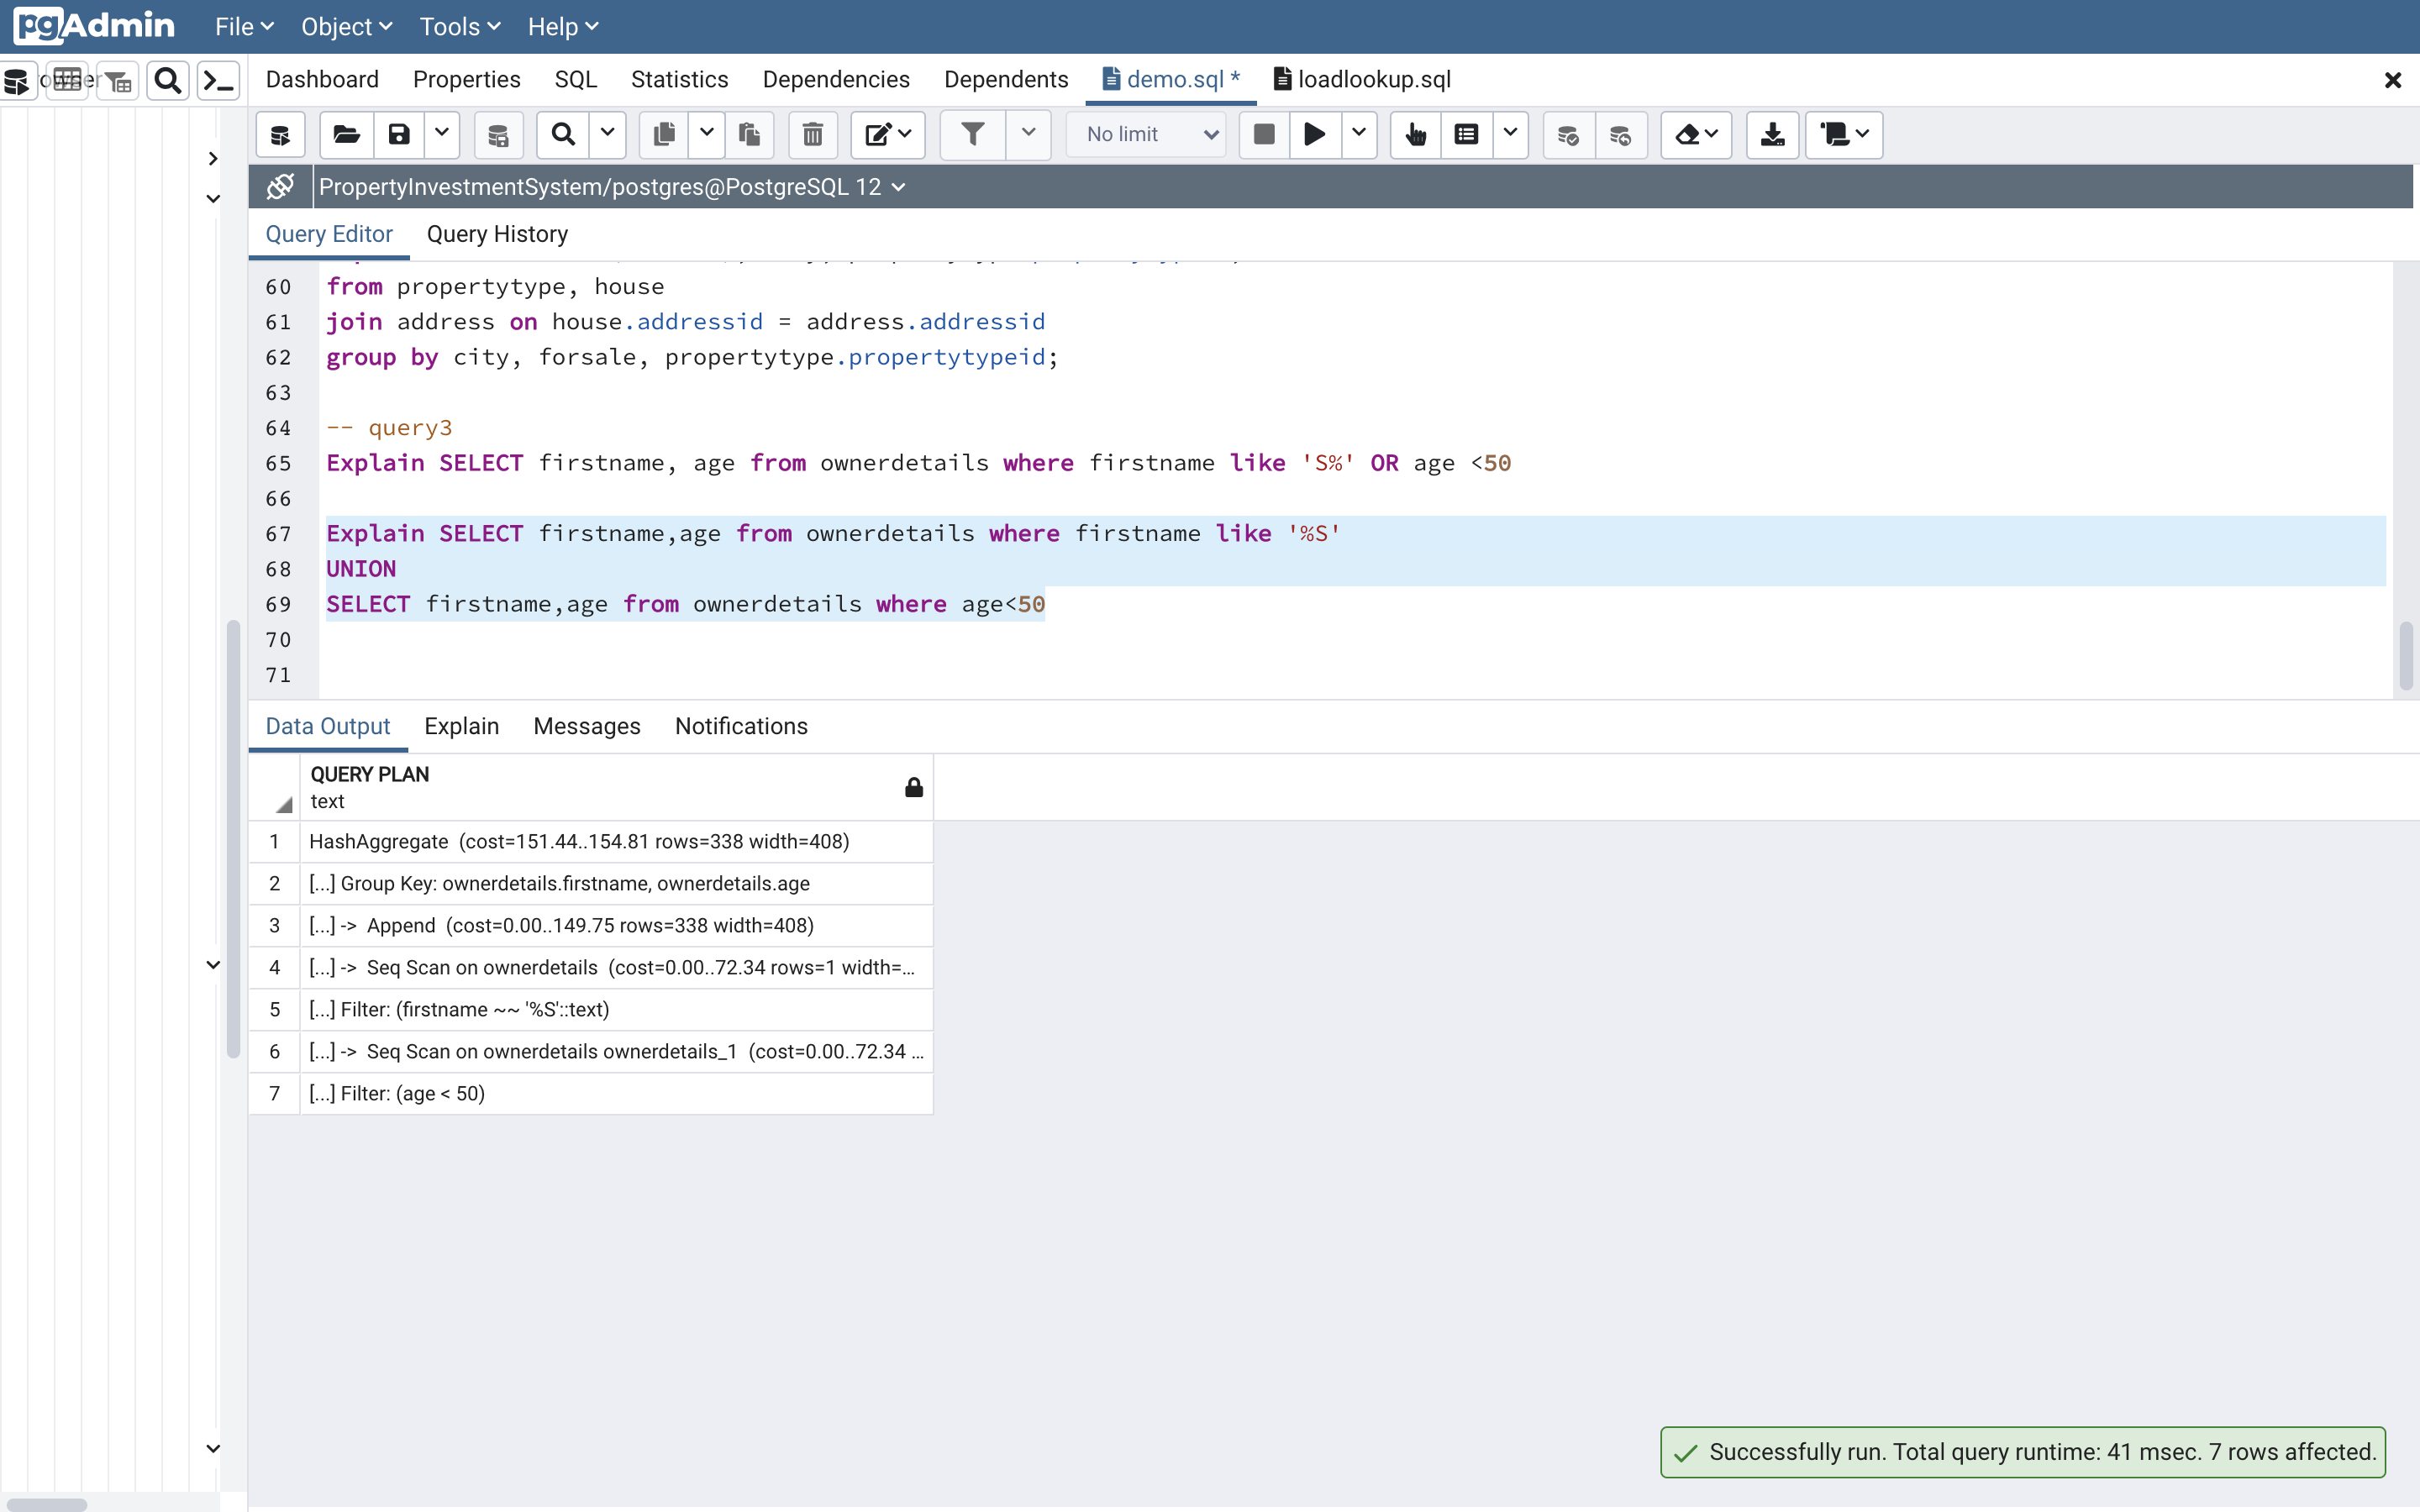 pgAdmin File Object Tools Help
Dashboard Properties SQL Statistics Dependencies Dependents demo.sql * loadlookup.sql
No limit
PropertyInvestmentSystem/postgres@PostgreSQL 12
Query Editor Query History
60 from propertytype, house
61 join address on house.addressid = address.addressid
62 group by city, forsale, propertytype.propertytypeid;
63
64 -- query3
65 Explain SELECT firstname, age from ownerdetails where firstname like 'S%' OR age <50
66
67 Explain SELECT firstname,age from ownerdetails where firstname like '%S'
68 UNION
69 SELECT firstname,age from ownerdetails where age<50
70
71
Data Output Explain Messages Notifications
QUERY PLAN
text
1 HashAggregate (cost=151.44..154.81 rows=338 width=408)
2 [...] Group Key: ownerdetails.firstname, ownerdetails.age
3 [...] -> Append (cost=0.00..149.75 rows=338 width=408)
4 [...] -> Seq Scan on ownerdetails (cost=0.00..72.34 rows=1 width=...
5 [...] Filter: (firstname ~~ '%S'::text)
6 [...] -> Seq Scan on ownerdetails ownerdetails_1 (cost=0.00..72.34 ...
7 [...] Filter: (age < 50)
Successfully run. Total query runtime: 41 msec. 7 rows affected.